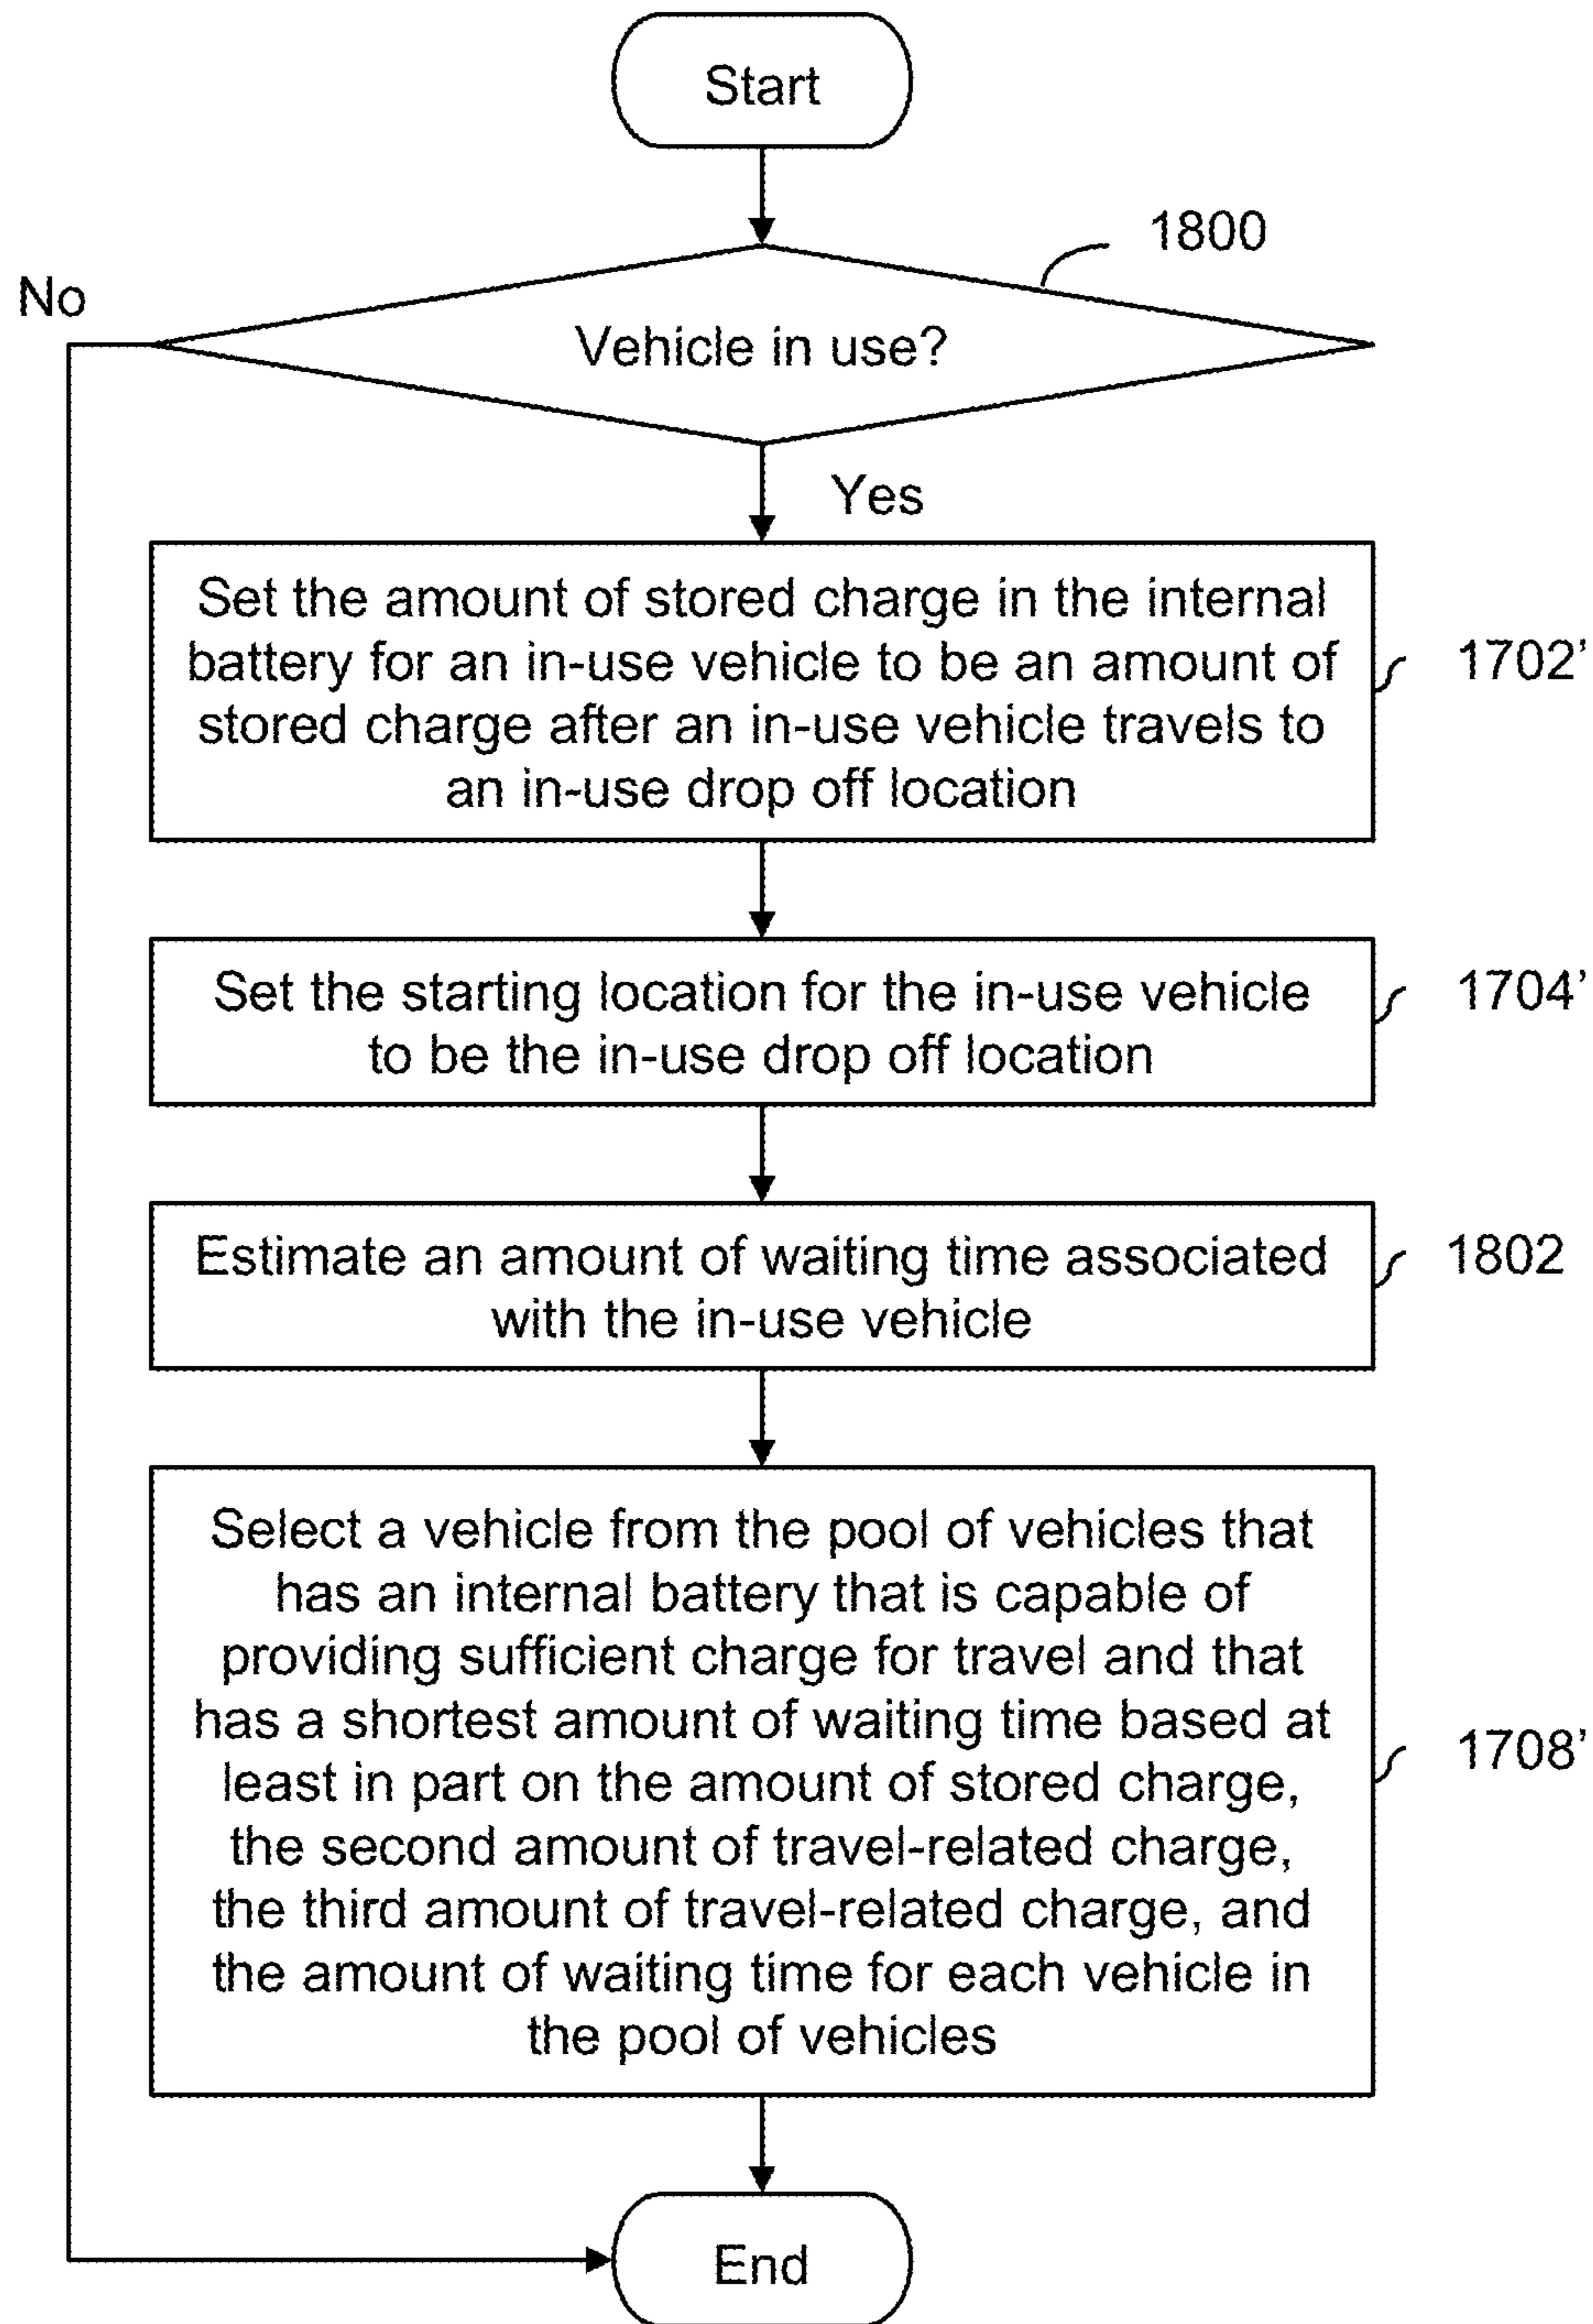 Start
1800
No
Vehicle in use?
Yes
Set the amount of stored charge in the internal
battery for an in-use vehicle to be an amount of
stored charge after an in-use vehicle travels to
an in-use drop off location
1702’
Set the starting location for the in-use vehicle
to be the in-use drop off location
1704’
Estimate an amount of waiting time associated
with the in-use vehicle
1802
Select a vehicle from the pool of vehicles that
has an internal battery that is capable of
providing sufficient charge for travel and that
has a shortest amount of waiting time based at
least in part on the amount of stored charge,
the second amount of travel-related charge,
the third amount of travel-related charge, and
the amount of waiting time for each vehicle in
the pool of vehicles
1708’
End